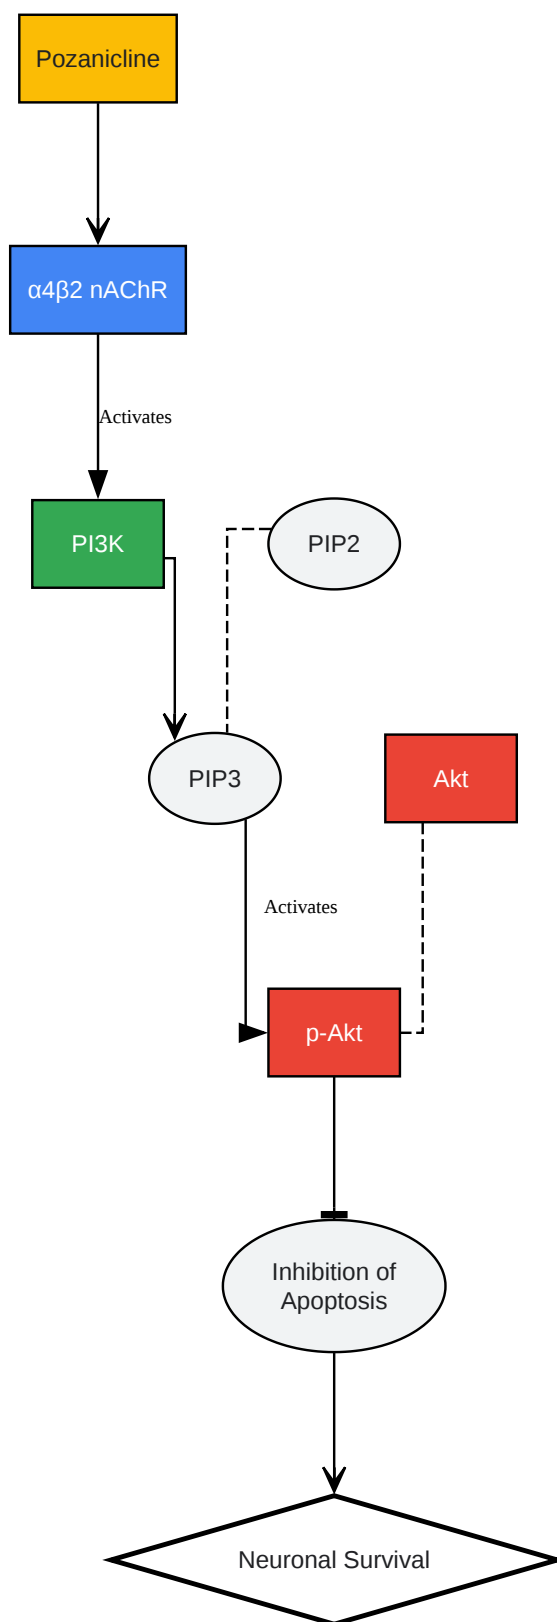 Pozanicline
α4β2 nAChR
Activates
PI3K
PIP2
PIP3
Akt
Activates
p-Akt
Inhibition of
Apoptosis
Neuronal Survival